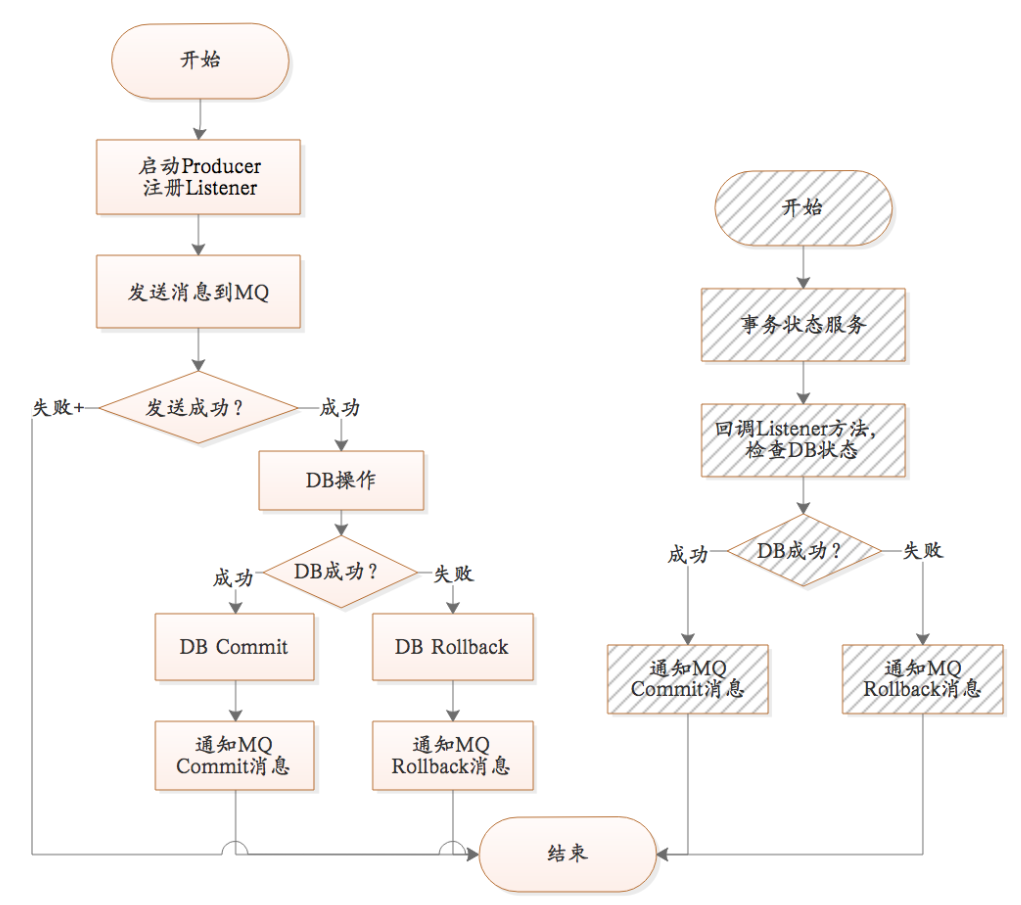 开始
启动Producer
注册Listener
发送消息到MQ
发送成功？
失败+
成功
DB操作
DB成功？
成功
失败
DB Commit
DB Rollback
通知MQ
Commit消息
通知MQ
Rollback消息
开始
事务状态服务
回调Listener方法,
检查DB状态
DB成功？
成功
失败
通知MQ
Commit消息
通知MQ
Rollback消息
结束